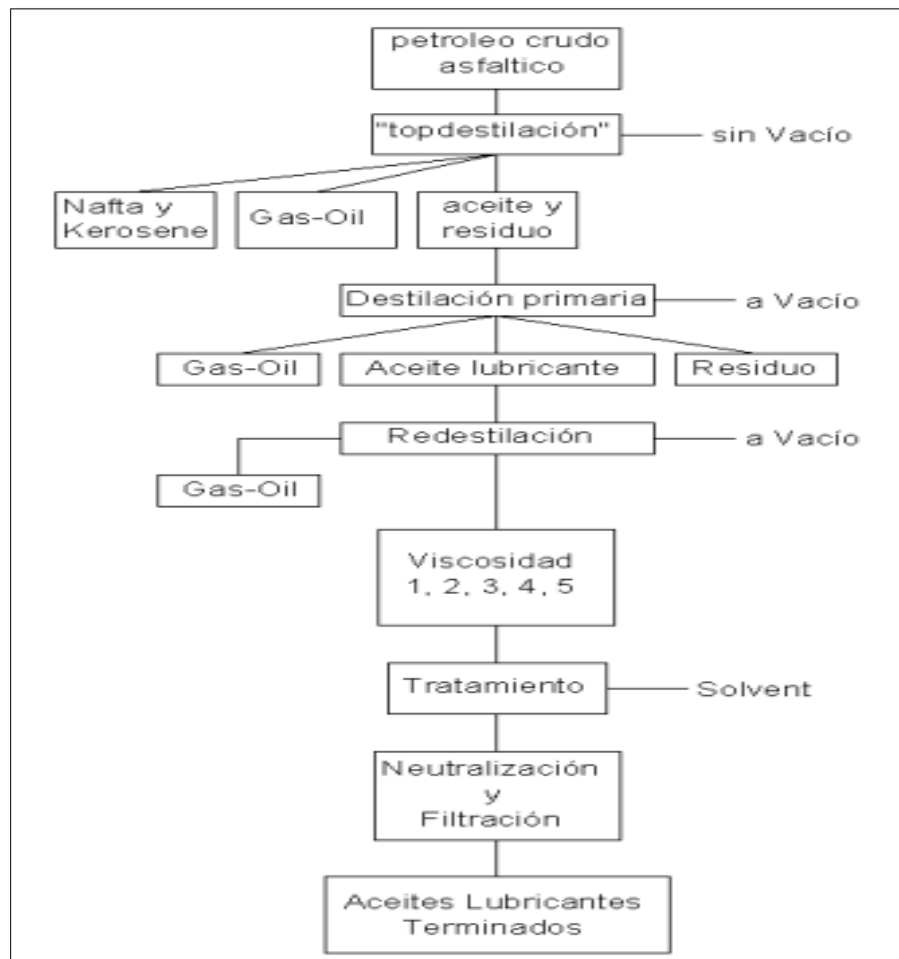 petroleo crudo
asfaltico
"topdestilación"
sin Vacío
Nafta y
Kerosene
Gas-Oil
aceite y
residuo
Destilación primaria
a Vacío
Gas-Oil
Aceite lubricante
Residuo
Redestilación
a Vacío
Gas-Oil
Viscosidad
1, 2, 3, 4, 5
Tratamiento
Solvent
Neutralización
y
Filtración
Aceites Lubricantes
Terminados